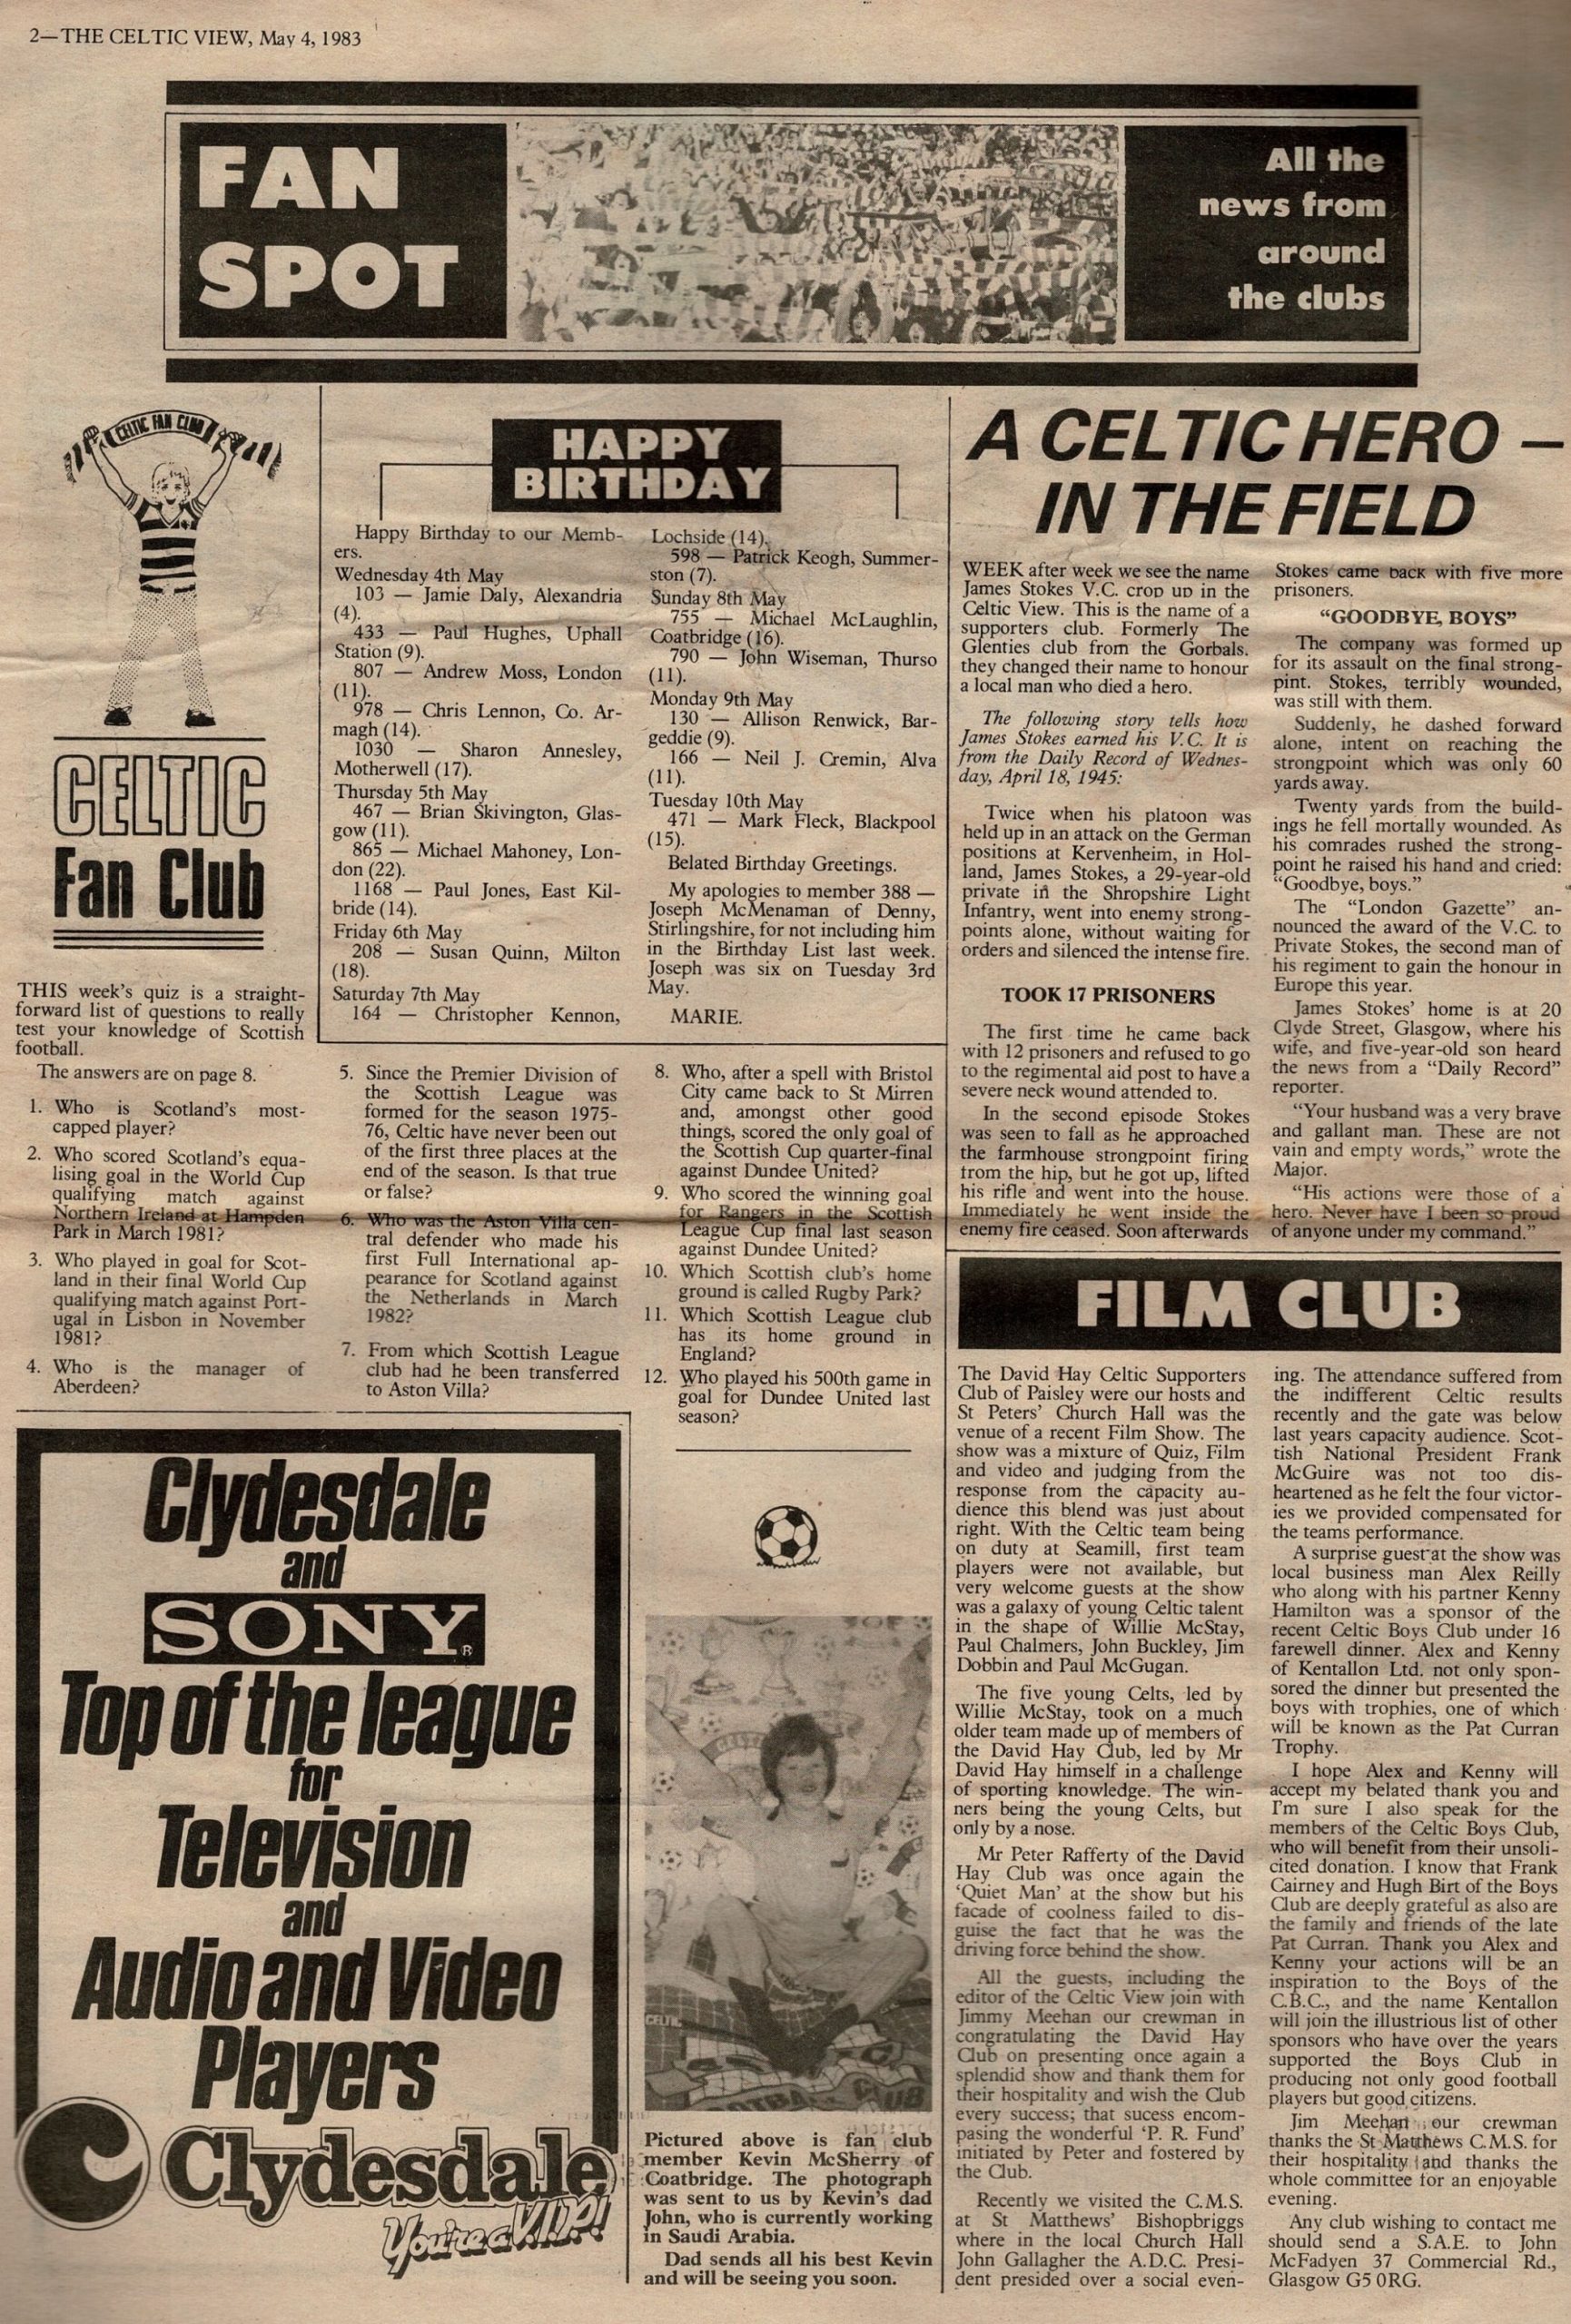 2—THE CELTIC VIEW, May 4, 1983
FAN
SPOT
All the
news from
around
the clubs
CELTIC FAN CLUB
CELTIC
Fan Club
THIS week's quiz is a straight-
forward list of questions to really
test your knowledge of Scottish
football.
The answers are on page 8.
1. Who is Scotland's most-
capped player?
2. Who scored Scotland's equa-
lising goal in the World Cup
qualifying match against
Northern Ireland at Hampden
Park in March 1981?
3. Who played in goal for Scot-
land in their final World Cup
qualifying match against Port-
ugal in Lisbon in November
1981?
4. Who is the manager of
Aberdeen?
HAPPY
BIRTHDAY
Happy Birthday to our Memb-
ers.
Wednesday 4th May
103 — Jamie Daly, Alexandria
(4).
433 — Paul Hughes, Uphall
Station (9).
807 — Andrew Moss, London
(11).
978 — Chris Lennon, Co. Ar-
magh (14).
1030 — Sharon Annesley,
Motherwell (17).
Thursday 5th May
467 — Brian Skivington, Glas-
gow (11).
865 — Michael Mahoney, Lon-
don (22).
1168 — Paul Jones, East Kil-
bride (14).
Friday 6th May
208 — Susan Quinn, Milton
(18).
Saturday 7th May
164 — Christopher Kennon,
Lochside (14).
598 — Patrick Keogh, Summer-
ston (7).
Sunday 8th May
755 — Michael McLaughlin,
Coatbridge (16).
790 — John Wiseman, Thurso
(11).
Monday 9th May
130 — Allison Renwick, Bar-
geddie (9).
166 — Neil J. Cremin, Alva
(11).
Tuesday 10th May
471 — Mark Fleck, Blackpool
(15).
Belated Birthday Greetings.
My apologies to member 388 —
Joseph McMenaman of Denny,
Stirlingshire, for not including him
in the Birthday List last week.
Joseph was six on Tuesday 3rd
May.
MARIE.
5. Since the Premier Division of
the Scottish League was
formed for the season 1975-
76, Celtic have never been out
of the first three places at the
end of the season. Is that true
or false?
6. Who was the Aston Villa cen-
tral defender who made his
first Full International ap-
pearance for Scotland against
the Netherlands in March
1982?
7. From which Scottish League
club had he been transferred
to Aston Villa?
8. Who, after a spell with Bristol
City came back to St Mirren
and, amongst other good
things, scored the only goal of
the Scottish Cup quarter-final
against Dundee United?
9. Who scored the winning goal
for Rangers in the Scottish
League Cup final last season
against Dundee United?
10. Which Scottish club's home
ground is called Rugby Park?
11. Which Scottish League club
has its home ground in
England?
12. Who played his 500th game in
goal for Dundee United last
season?
Clydesdale
and
SONY®
Top of the league
for
Television
and
Audio and Video
Players
Clydesdale
You're a V.I.P!
CELTIC
FOOTBALL CLUB
Pictured above is fan club
member Kevin McSherry of
Coatbridge. The photograph
was sent to us by Kevin's dad
John, who is currently working
in Saudi Arabia.
Dad sends all his best Kevin
and will be seeing you soon.
A CELTIC HERO —
IN THE FIELD
WEEK after week we see the name
James Stokes V.C. crop up in the
Celtic View. This is the name of a
supporters club. Formerly The
Glenties club from the Gorbals,
they changed their name to honour
a local man who died a hero.
The following story tells how
James Stokes earned his V.C. It is
from the Daily Record of Wednes-
day, April 18, 1945:
Twice when his platoon was
held up in an attack on the German
positions at Kervenheim, in Hol-
land, James Stokes, a 29-year-old
private in the Shropshire Light
Infantry, went into enemy strong-
points alone, without waiting for
orders and silenced the intense fire.
TOOK 17 PRISONERS
The first time he came back
with 12 prisoners and refused to go
to the regimental aid post to have a
severe neck wound attended to.
In the second episode Stokes
was seen to fall as he approached
the farmhouse strongpoint firing
from the hip, but he got up, lifted
his rifle and went into the house.
Immediately he went inside the
enemy fire ceased. Soon afterwards
Stokes came back with five more
prisoners.
"GOODBYE, BOYS"
The company was formed up
for its assault on the final strong-
pint. Stokes, terribly wounded,
was still with them.
Suddenly, he dashed forward
alone, intent on reaching the
strongpoint which was only 60
yards away.
Twenty yards from the build-
ings he fell mortally wounded. As
his comrades rushed the strong-
point he raised his hand and cried:
"Goodbye, boys."
The "London Gazette" an-
nounced the award of the V.C. to
Private Stokes, the second man of
his regiment to gain the honour in
Europe this year.
James Stokes' home is at 20
Clyde Street, Glasgow, where his
wife, and five-year-old son heard
the news from a "Daily Record"
reporter.
"Your husband was a very brave
and gallant man. These are not
vain and empty words," wrote the
Major.
"His actions were those of a
hero. Never have I been so proud
of anyone under my command."
FILM CLUB
The David Hay Celtic Supporters
Club of Paisley were our hosts and
St Peters' Church Hall was the
venue of a recent Film Show. The
show was a mixture of Quiz, Film
and video and judging from the
response from the capacity au-
dience this blend was just about
right. With the Celtic team being
on duty at Seamill, first team
players were not available, but
very welcome guests at the show
was a galaxy of young Celtic talent
in the shape of Willie McStay,
Paul Chalmers, John Buckley, Jim
Dobbin and Paul McGugan.
The five young Celts, led by
Willie McStay, took on a much
older team made up of members of
the David Hay Club, led by Mr
David Hay himself in a challenge
of sporting knowledge. The win-
ners being the young Celts, but
only by a nose.
Mr Peter Rafferty of the David
Hay Club was once again the
'Quiet Man' at the show but his
facade of coolness failed to dis-
guise the fact that he was the
driving force behind the show.
All the guests, including the
editor of the Celtic View join with
Jimmy Meehan our crewman in
congratulating the David Hay
Club on presenting once again a
splendid show and thank them for
their hospitality and wish the Club
every success; that sucess encom-
pasing the wonderful 'P. R. Fund'
initiated by Peter and fostered by
the Club.
Recently we visited the C.M.S.
at St Matthews' Bishopbriggs
where in the local Church Hall
John Gallagher the A.D.C. Presi-
dent presided over a social even-
ing. The attendance suffered from
the indifferent Celtic results
recently and the gate was below
last years capacity audience. Scot-
tish National President Frank
McGuire was not too dis-
heartened as he felt the four victor-
ies we provided compensated for
the teams performance.
A surprise guest at the show was
local business man Alex Reilly
who along with his partner Kenny
Hamilton was a sponsor of the
recent Celtic Boys Club under 16
farewell dinner. Alex and Kenny
of Kentallon Ltd. not only spon-
sored the dinner but presented the
boys with trophies, one of which
will be known as the Pat Curran
Trophy.
I hope Alex and Kenny will
accept my belated thank you and
I'm sure I also speak for the
members of the Celtic Boys Club,
who will benefit from their unsoli-
cited donation. I know that Frank
Cairney and Hugh Birt of the Boys
Club are deeply grateful as also are
the family and friends of the late
Pat Curran. Thank you Alex and
Kenny your actions will be an
inspiration to the Boys of the
C.B.C., and the name Kentallon
will join the illustrious list of other
sponsors who have over the years
supported the Boys Club in
producing not only good football
players but good citizens.
Jim Meehan our crewman
thanks the St Matthews C.M.S. for
their hospitality and thanks the
whole committee for an enjoyable
evening.
Any club wishing to contact me
should send a S.A.E. to John
McFadyen 37 Commercial Rd.,
Glasgow G5 0RG.